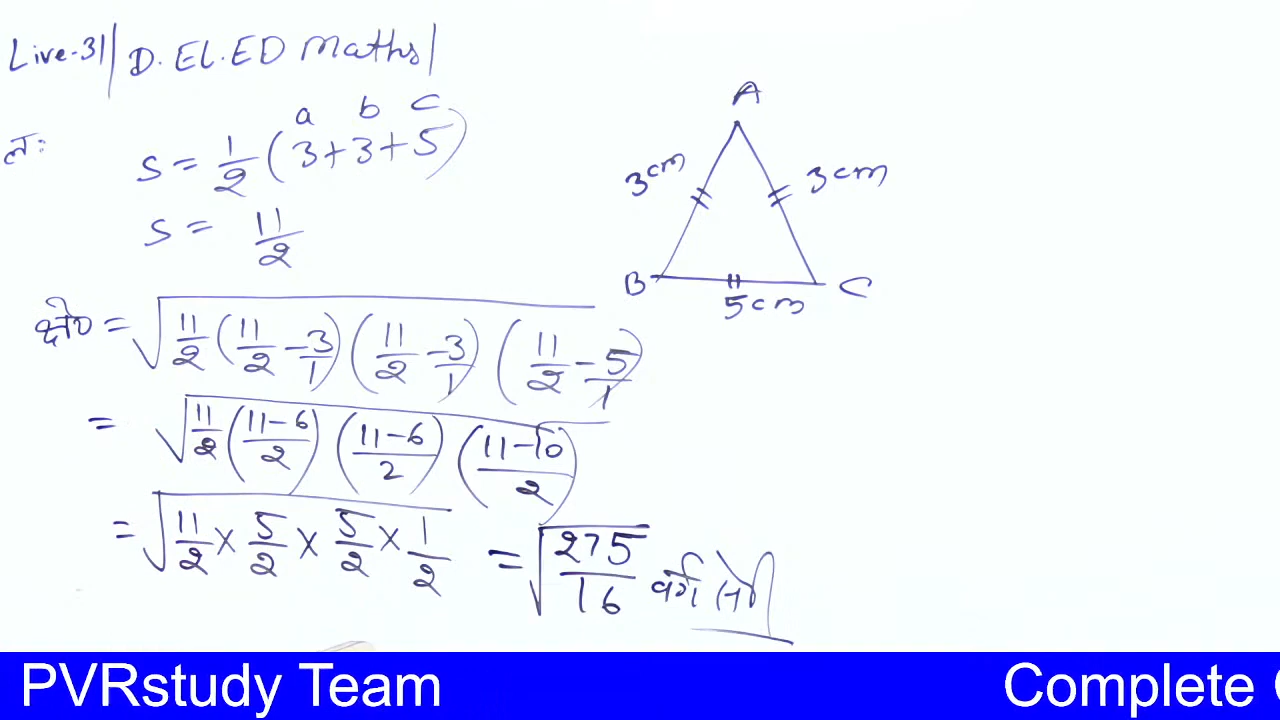 Live-31| D.EL.ED Maths|
a b c
हल:
S = 1/2 (3+3+5)
S = 11/2
क्षे० = √(11/2 (11/2 - 3/1) (11/2 - 3/1) (11/2 - 5/1))
= √(11/2 ((11-6)/2) ((11-6)/2) ((11-10)/2))
= √(11/2 × 5/2 × 5/2 × 1/2) = √(275/16) वर्ग सेमी
A
3cm 3cm
B C
5cm
PVRstudy Team Complete